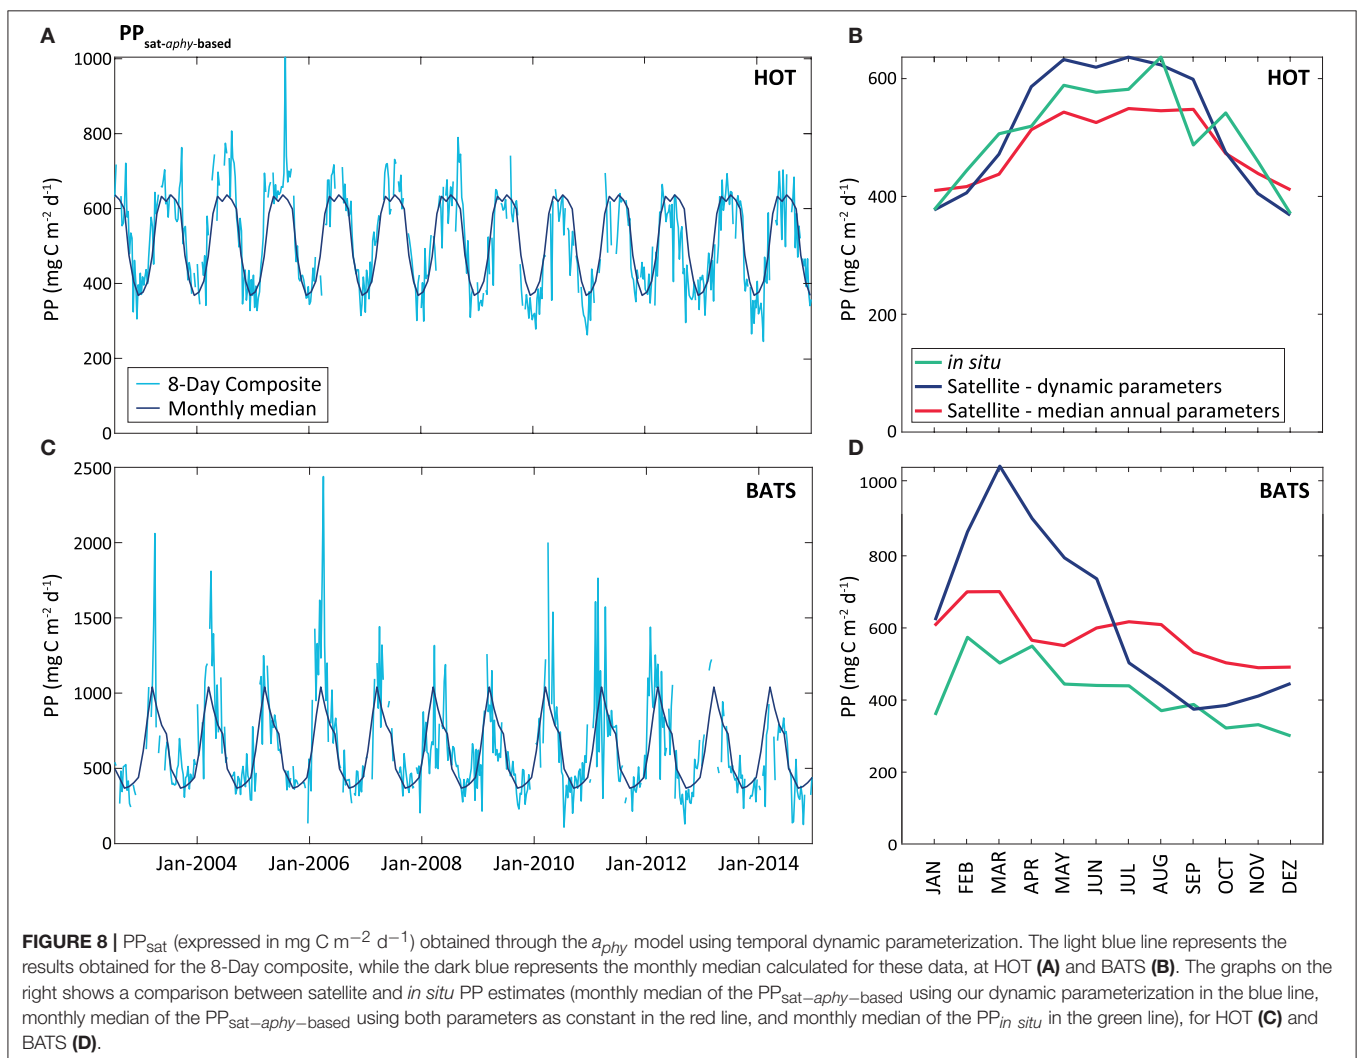 A
PPsat-aphy-based
HOT
1000
800
600
400
200
0
PP (mg C m-2 d-1)
8-Day Composite
Monthly median
B
HOT
600
400
200
0
PP (mg C m-2 d-1)
in situ
Satellite - dynamic parameters
Satellite - median annual parameters
C
BATS
2500
2000
1500
1000
500
0
PP (mg C m-2 d-1)
Jan-2004 Jan-2006 Jan-2008 Jan-2010 Jan-2012 Jan-2014
D
BATS
1000
800
600
400
200
0
PP (mg C m-2 d-1)
JAN FEB MAR APR MAY JUN JUL AUG SEP OCT NOV DEZ
FIGURE 8 | PPsat (expressed in mg C m−2 d−1) obtained through the aphy model using temporal dynamic parameterization. The light blue line represents the
results obtained for the 8-Day composite, while the dark blue represents the monthly median calculated for these data, at HOT (A) and BATS (B). The graphs on the
right shows a comparison between satellite and in situ PP estimates (monthly median of the PPsat−aphy−based using our dynamic parameterization in the blue line,
monthly median of the PPsat−aphy−based using both parameters as constant in the red line, and monthly median of the PPin situ in the green line), for HOT (C) and
BATS (D).